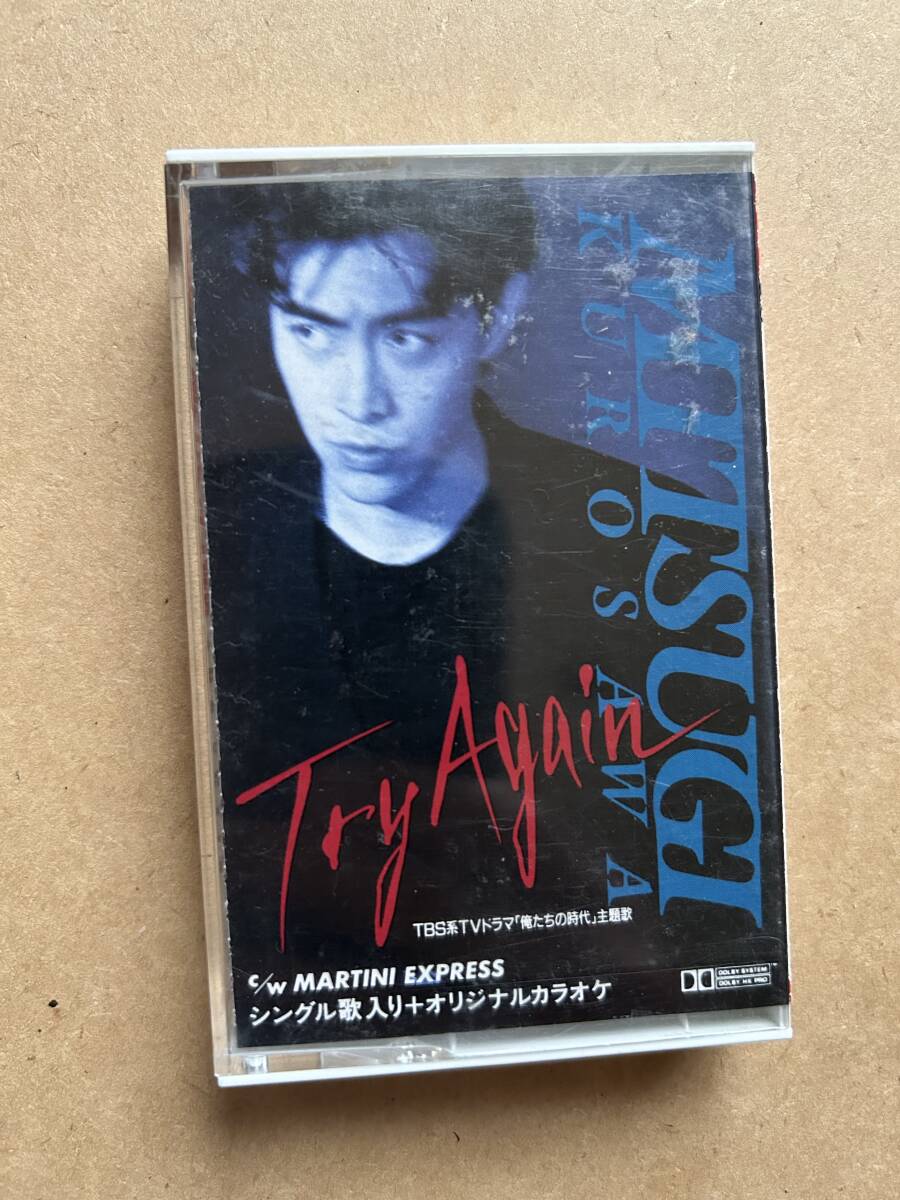 MITSUGI
KUROSAWA
Try Again
TBS系TVドラマ「俺たちの時代」主題歌
c/w MARTINI EXPRESS
シングル歌入り+オリジナルカラオケ
DOLBY SYSTEM
DOLBY HX PRO